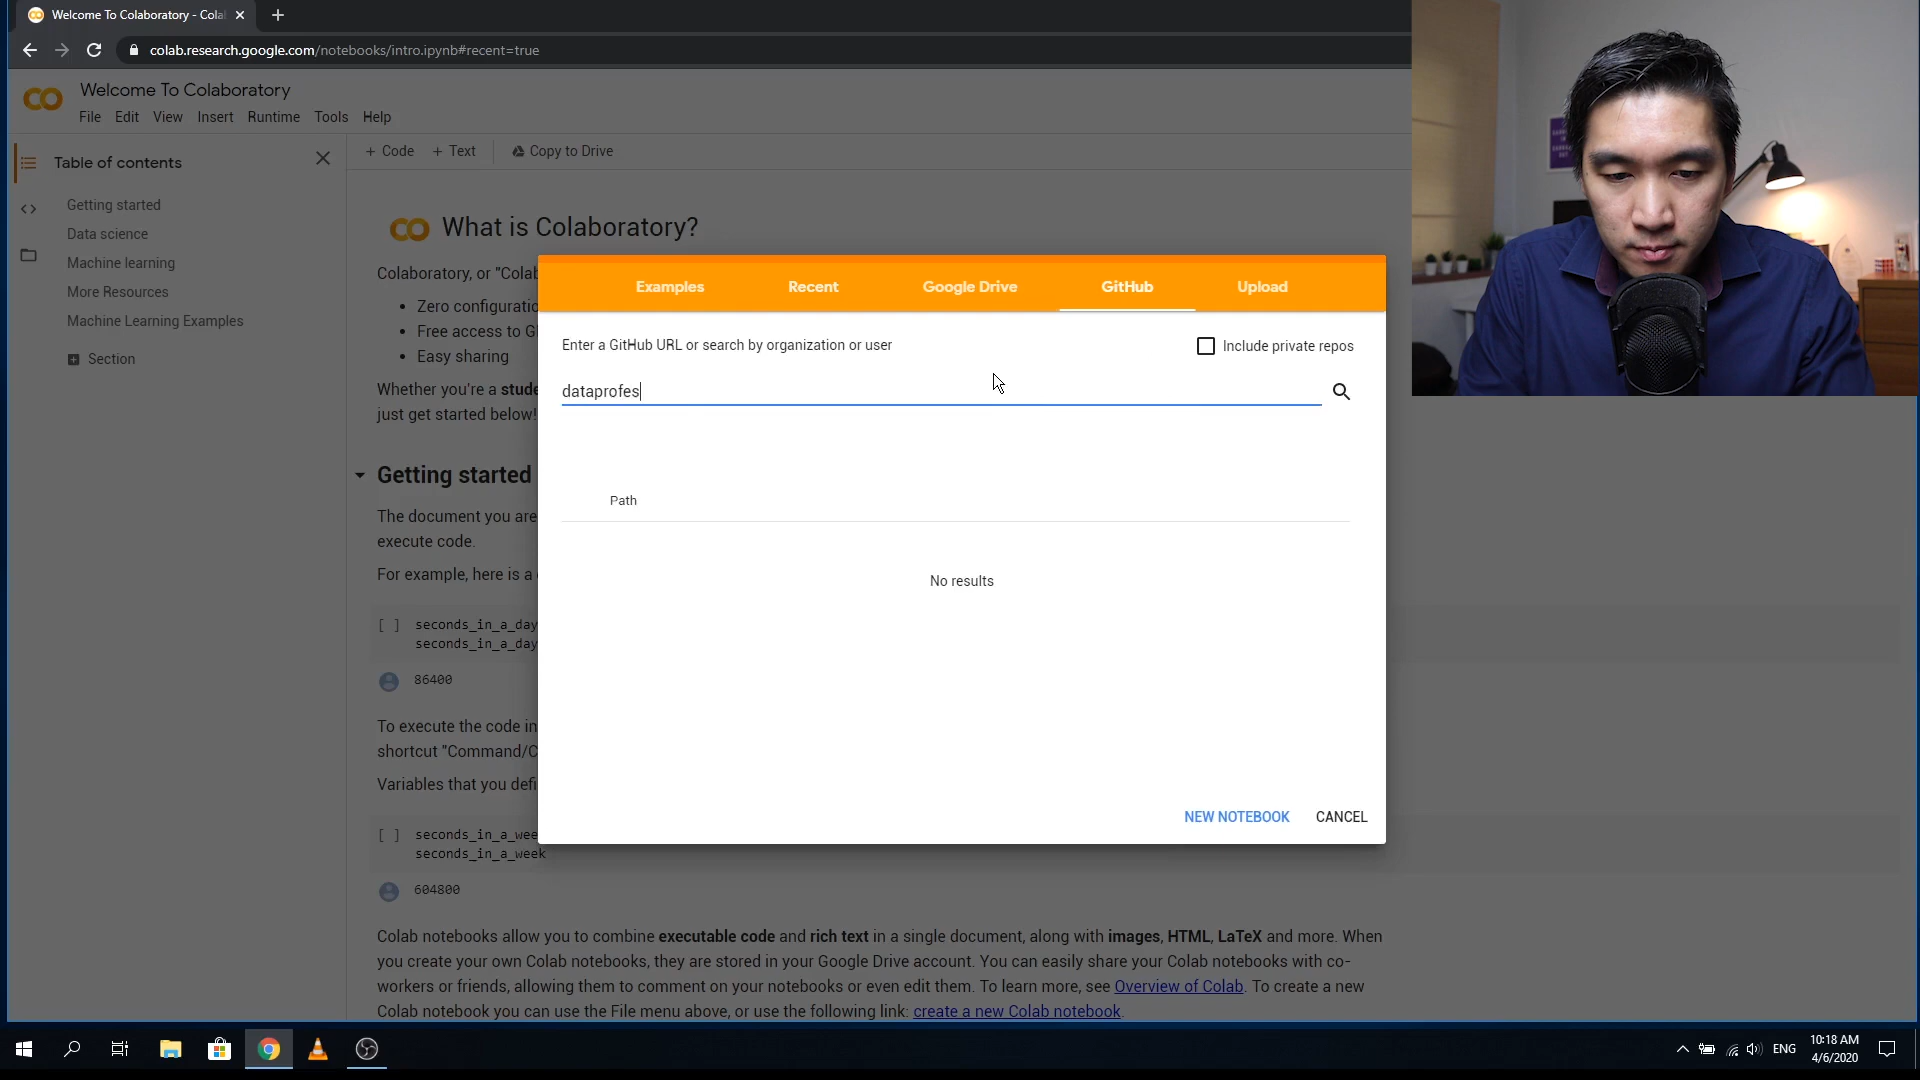 Welcome To Colaboratory - Cola
colab.research.google.com/notebooks/intro.ipynb#recent=true
Welcome To Colaboratory
File Edit View Insert Runtime Tools Help
Table of contents
+ Code + Text Copy to Drive
Getting started
Data science
Machine learning
More Resources
Machine Learning Examples
Section
What is Colaboratory?
Colaboratory, or "Colab
• Zero configuratio
• Free access to G
• Easy sharing
Whether you're a stude
just get started below!
Getting started
The document you are
execute code.
For example, here is a
[ ] seconds_in_a_day
seconds_in_a_day
86400
To execute the code in
shortcut "Command/C
Variables that you defi
[ ] seconds_in_a_wee
seconds_in_a_week
604800
Colab notebooks allow you to combine executable code and rich text in a single document, along with images, HTML, LaTeX and more. When
you create your own Colab notebooks, they are stored in your Google Drive account. You can easily share your Colab notebooks with co-
workers or friends, allowing them to comment on your notebooks or even edit them. To learn more, see Overview of Colab. To create a new
Colab notebook you can use the File menu above, or use the following link: create a new Colab notebook.
Examples Recent Google Drive GitHub Upload
Enter a GitHub URL or search by organization or user
Include private repos
dataprofes
Path
No results
NEW NOTEBOOK CANCEL
ENG
10:18 AM
4/6/2020